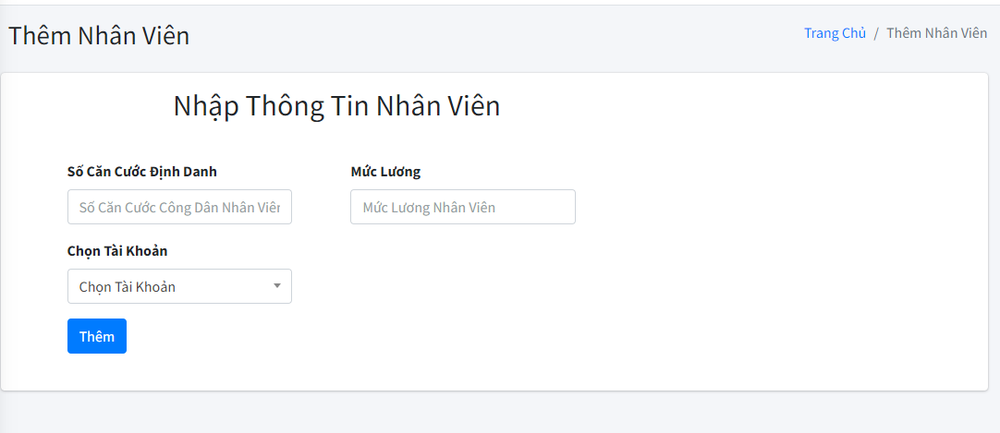 Thêm Nhân Viên
Trang Chủ / Thêm Nhân Viên
Nhập Thông Tin Nhân Viên
Số Căn Cước Định Danh
Mức Lương
Số Căn Cước Công Dân Nhân Viên
Mức Lương Nhân Viên
Chọn Tài Khoản
Chọn Tài Khoản
Thêm